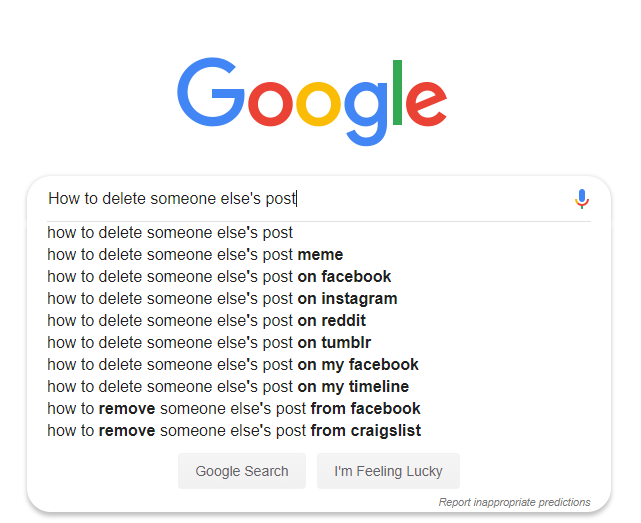 Google
How to delete someone else's post
how to delete someone else's post
how to delete someone else's post meme
how to delete someone else's post on facebook
how to delete someone else's post on instagram
how to delete someone else's post on reddit
how to delete someone else's post on tumblr
how to delete someone else's post on my facebook
how to delete someone else's post on my timeline
how to remove someone else's post from facebook
how to remove someone else's post from craigslist
Google Search I'm Feeling Lucky
Report inappropriate predictions